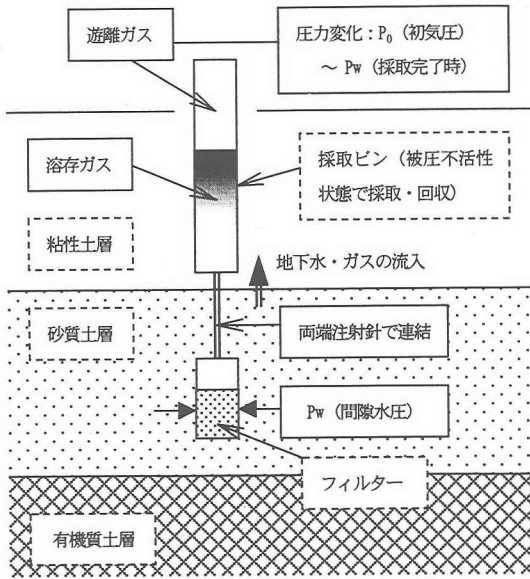 遊離ガス
圧力変化：P₀（初気圧）
～ Pw（採取完了時）
溶存ガス
採取ビン（被圧不活性
状態で採取・回収）
粘性土層
地下水・ガスの流入
砂質土層
両端注射針で連結
Pw（間隙水圧）
フィルター
有機質土層